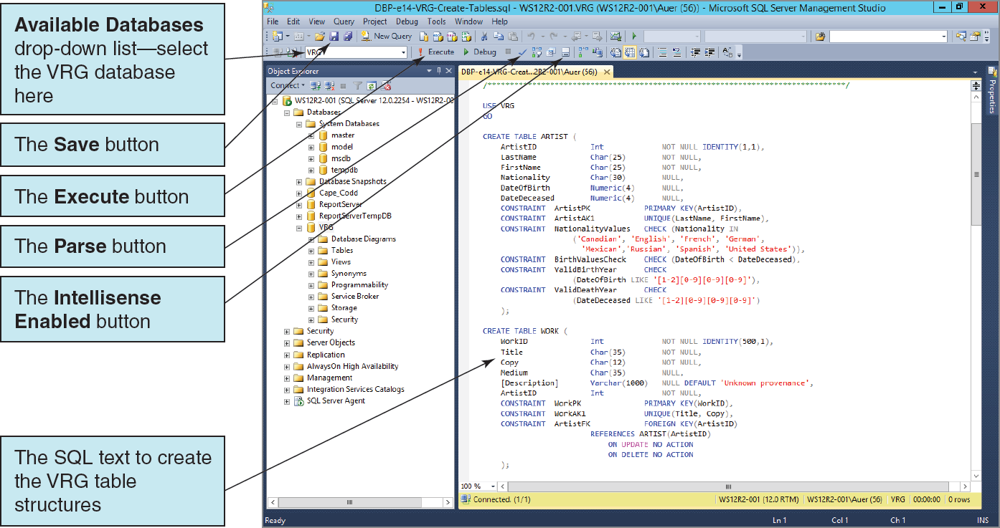 Available Databases
drop-down list—select
the VRG database
here
The Save button
The Execute button
The Parse button
The Intellisense
Enabled button
The SQL text to create
the VRG table
structures
DBP-e14-VRG-Create-Tables.sql - WS12R2-001.VRG (WS12R2-001\Auer (56)) - Microsoft SQL Server Management Studio
File Edit View Query Project Debug Tools Window Help
New Query
VRG Execute Debug
Object Explorer
Connect
WS12R2-001 (SQL Server 12.0.2254 - WS12R2-00
Databases
System Databases
master
model
msdb
tempdb
Database Snapshots
Cape_Codd
ReportServer
ReportServerTempDB
VRG
Database Diagrams
Tables
Views
Synonyms
Programmability
Service Broker
Storage
Security
Security
Server Objects
Replication
AlwaysOn High Availability
Management
Integration Services Catalogs
SQL Server Agent
DBP-e14-VRG-Creat...2R2-001\Auer (56))
USE VRG
GO
CREATE TABLE ARTIST (
ArtistID Int NOT NULL IDENTITY(1,1),
LastName Char(25) NOT NULL,
FirstName Char(25) NOT NULL,
Nationality Char(30) NULL,
DateOfBirth Numeric(4) NULL,
DateDeceased Numeric(4) NULL,
CONSTRAINT ArtistPK PRIMARY KEY(ArtistID),
CONSTRAINT ArtistAK1 UNIQUE(LastName, FirstName),
CONSTRAINT NationalityValues CHECK (Nationality IN
('Canadian', 'English', 'French', 'German',
'Mexican','Russian', 'Spanish', 'United States')),
CONSTRAINT BirthValuesCheck CHECK (DateOfBirth < DateDeceased),
CONSTRAINT ValidBirthYear CHECK
(DateOfBirth LIKE '[1-2][0-9][0-9][0-9]'),
CONSTRAINT ValidDeathYear CHECK
(DateDeceased LIKE '[1-2][0-9][0-9][0-9]')
);
CREATE TABLE WORK (
WorkID Int NOT NULL IDENTITY(500,1),
Title Char(35) NOT NULL,
Copy Char(12) NOT NULL,
Medium Char(35) NULL,
[Description] Varchar(1000) NULL DEFAULT 'Unknown provenance',
ArtistID Int NOT NULL,
CONSTRAINT WorkPK PRIMARY KEY(WorkID),
CONSTRAINT WorkAK1 UNIQUE(Title, Copy),
CONSTRAINT ArtistFK FOREIGN KEY(ArtistID)
REFERENCES ARTIST(ArtistID)
ON UPDATE NO ACTION
ON DELETE NO ACTION
);
100 %
Connected. (1/1) WS12R2-001 (12.0 RTM) WS12R2-001\Auer (56) VRG 00:00:00 0 rows
Properties
Ready Ln 1 Col 1 Ch 1 INS